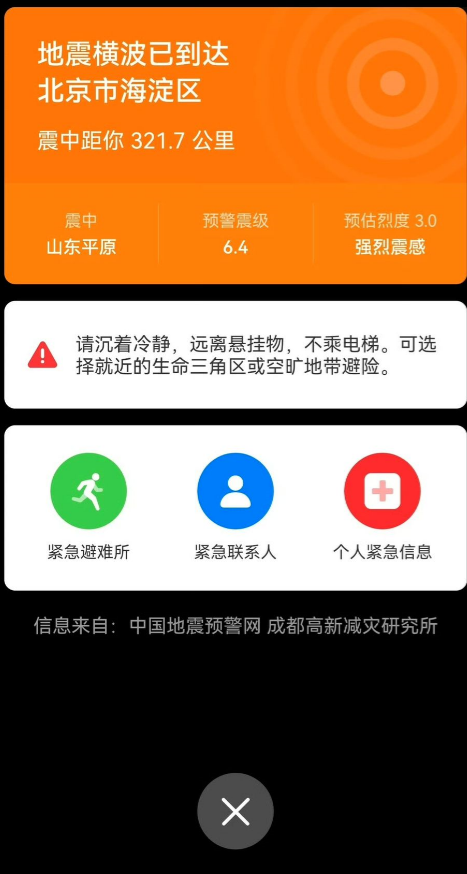 地震横波已到达
北京市海淀区
震中距你 321.7 公里
震中
预警震级
预估烈度 3.0
山东平原
6.4
强烈震感
请沉着冷静，远离悬挂物，不乘电梯。可选
择就近的生命三角区或空旷地带避险。
紧急避难所
紧急联系人
个人紧急信息
信息来自：中国地震预警网 成都高新减灾研究所